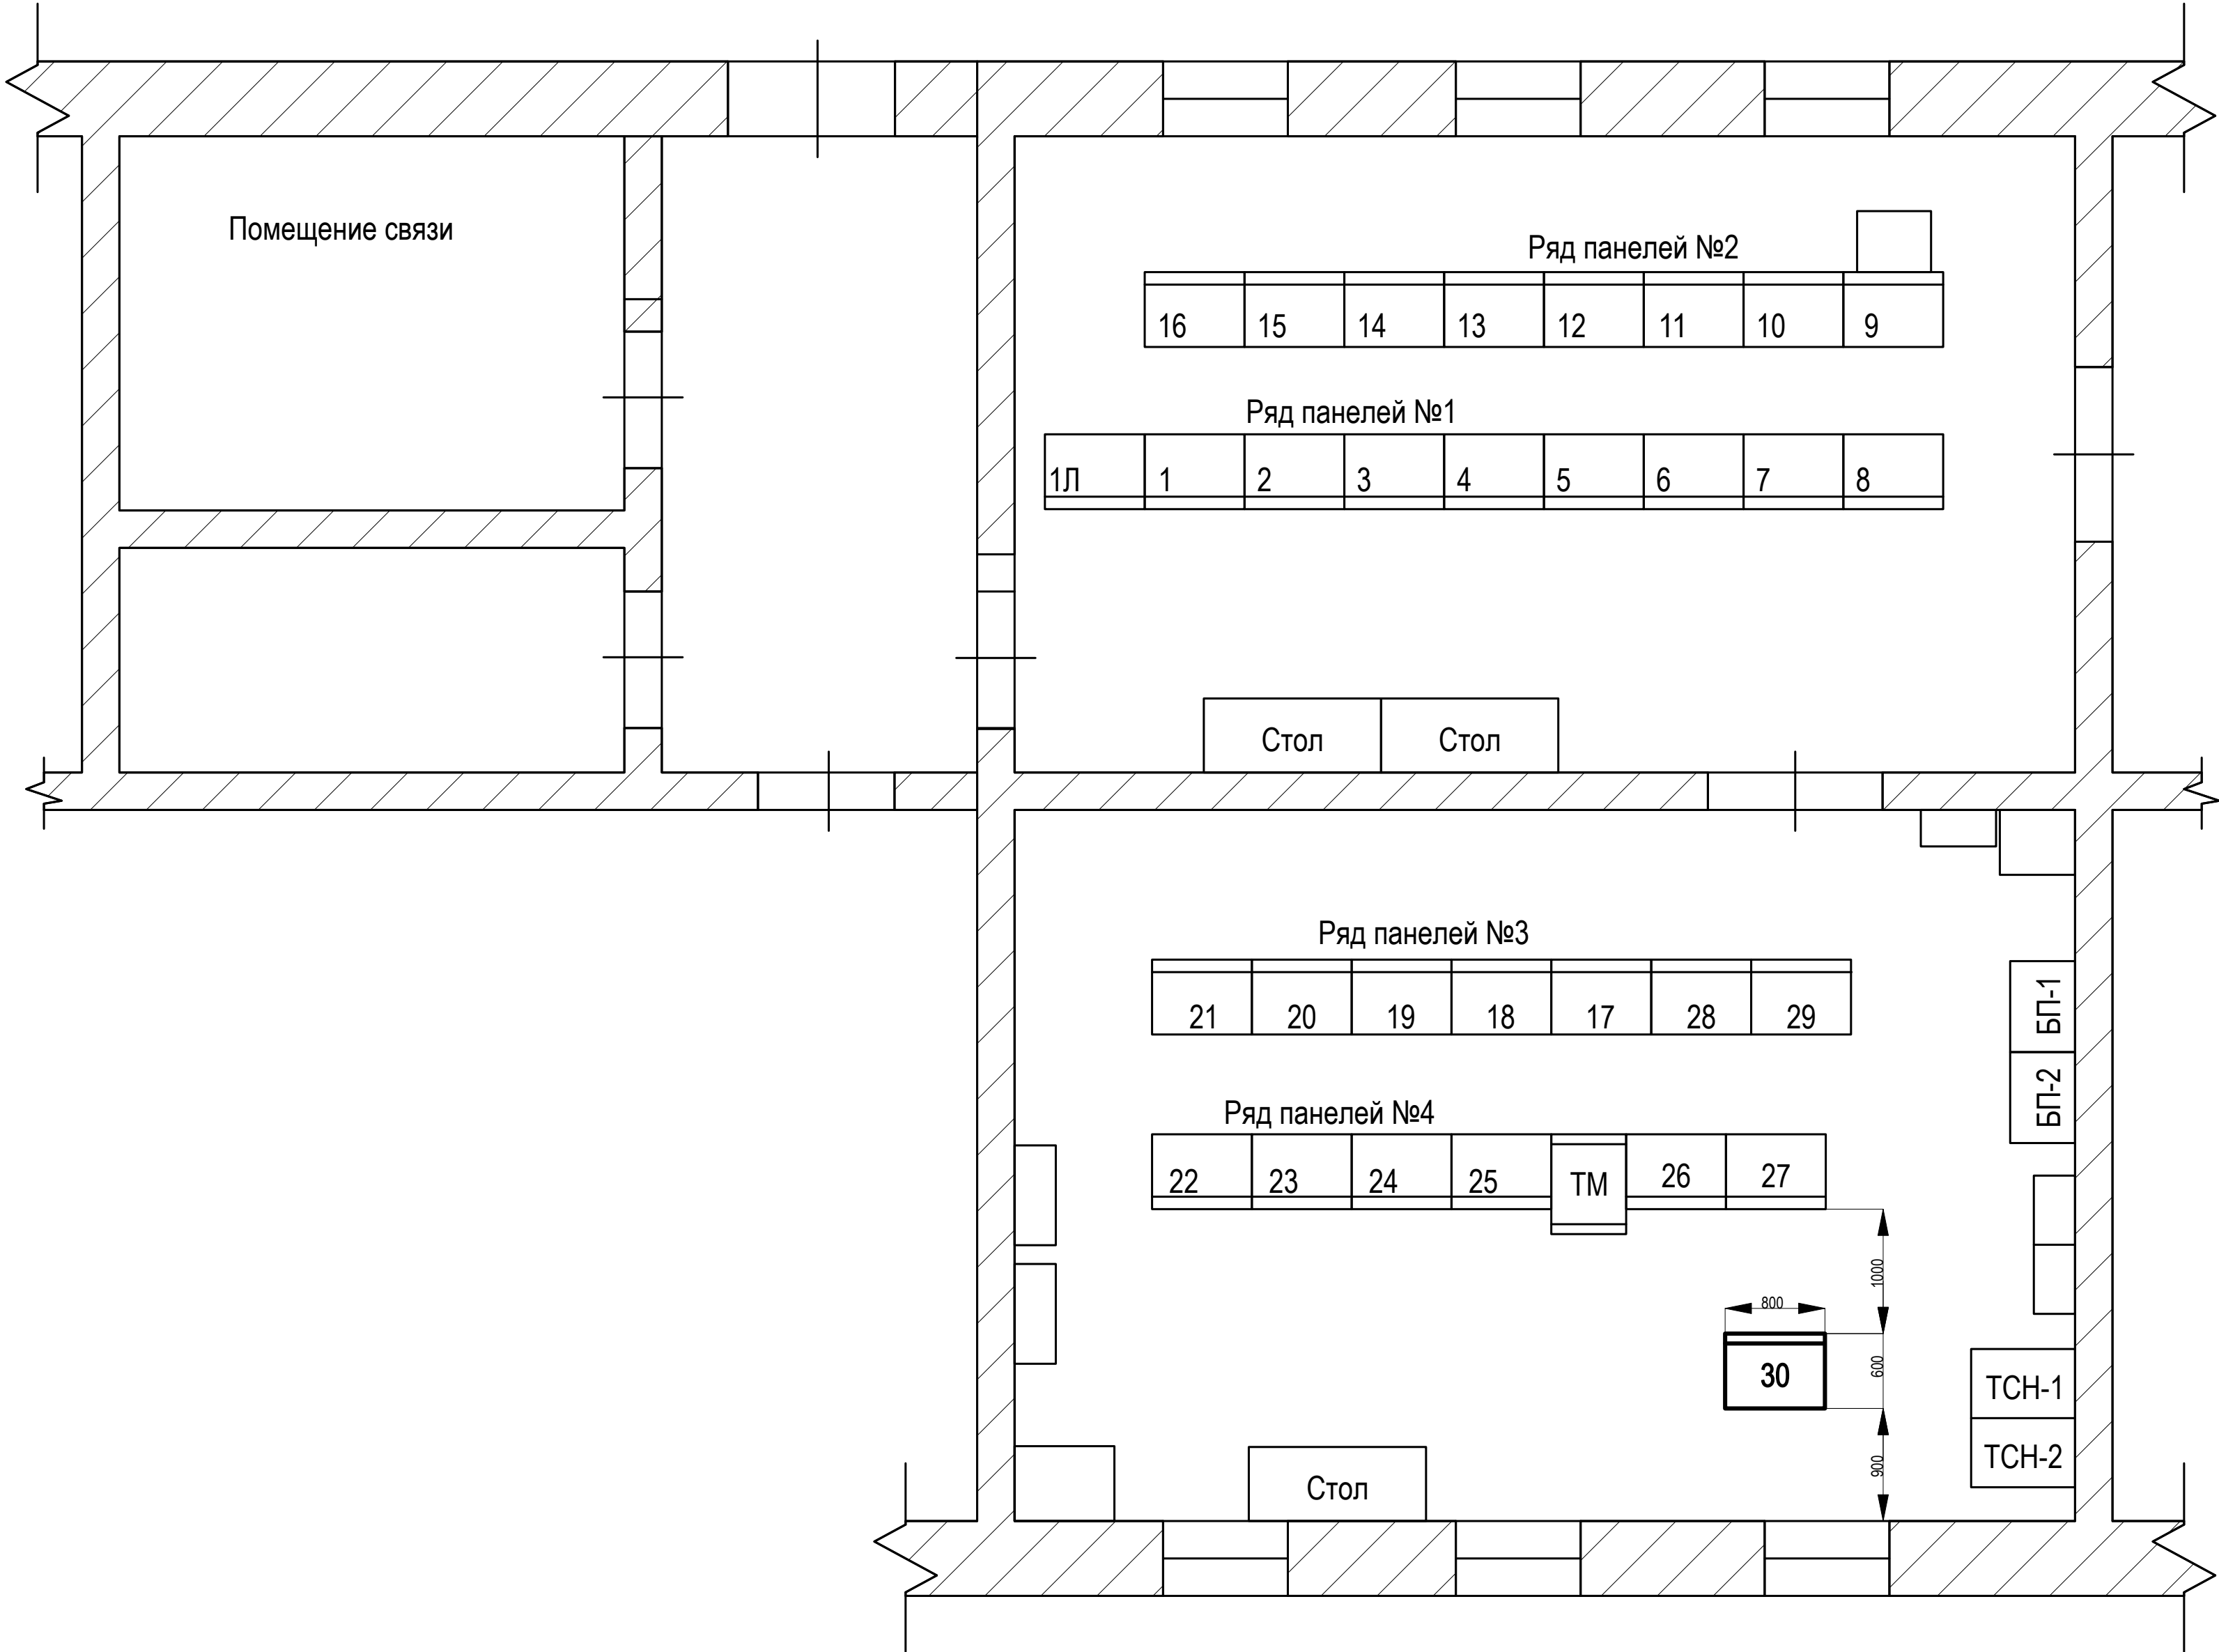 Помещение связи
Ряд панелей №2
16 15 14 13 12 11 10 9
Ряд панелей №1
1Л 1 2 3 4 5 6 7 8
Стол Стол
Ряд панелей №3
21 20 19 18 17 28 29
БП-1
БП-2
Ряд панелей №4
22 23 24 25 ТМ 26 27
1000
800
600
30
900
ТСН-1
ТСН-2
Стол